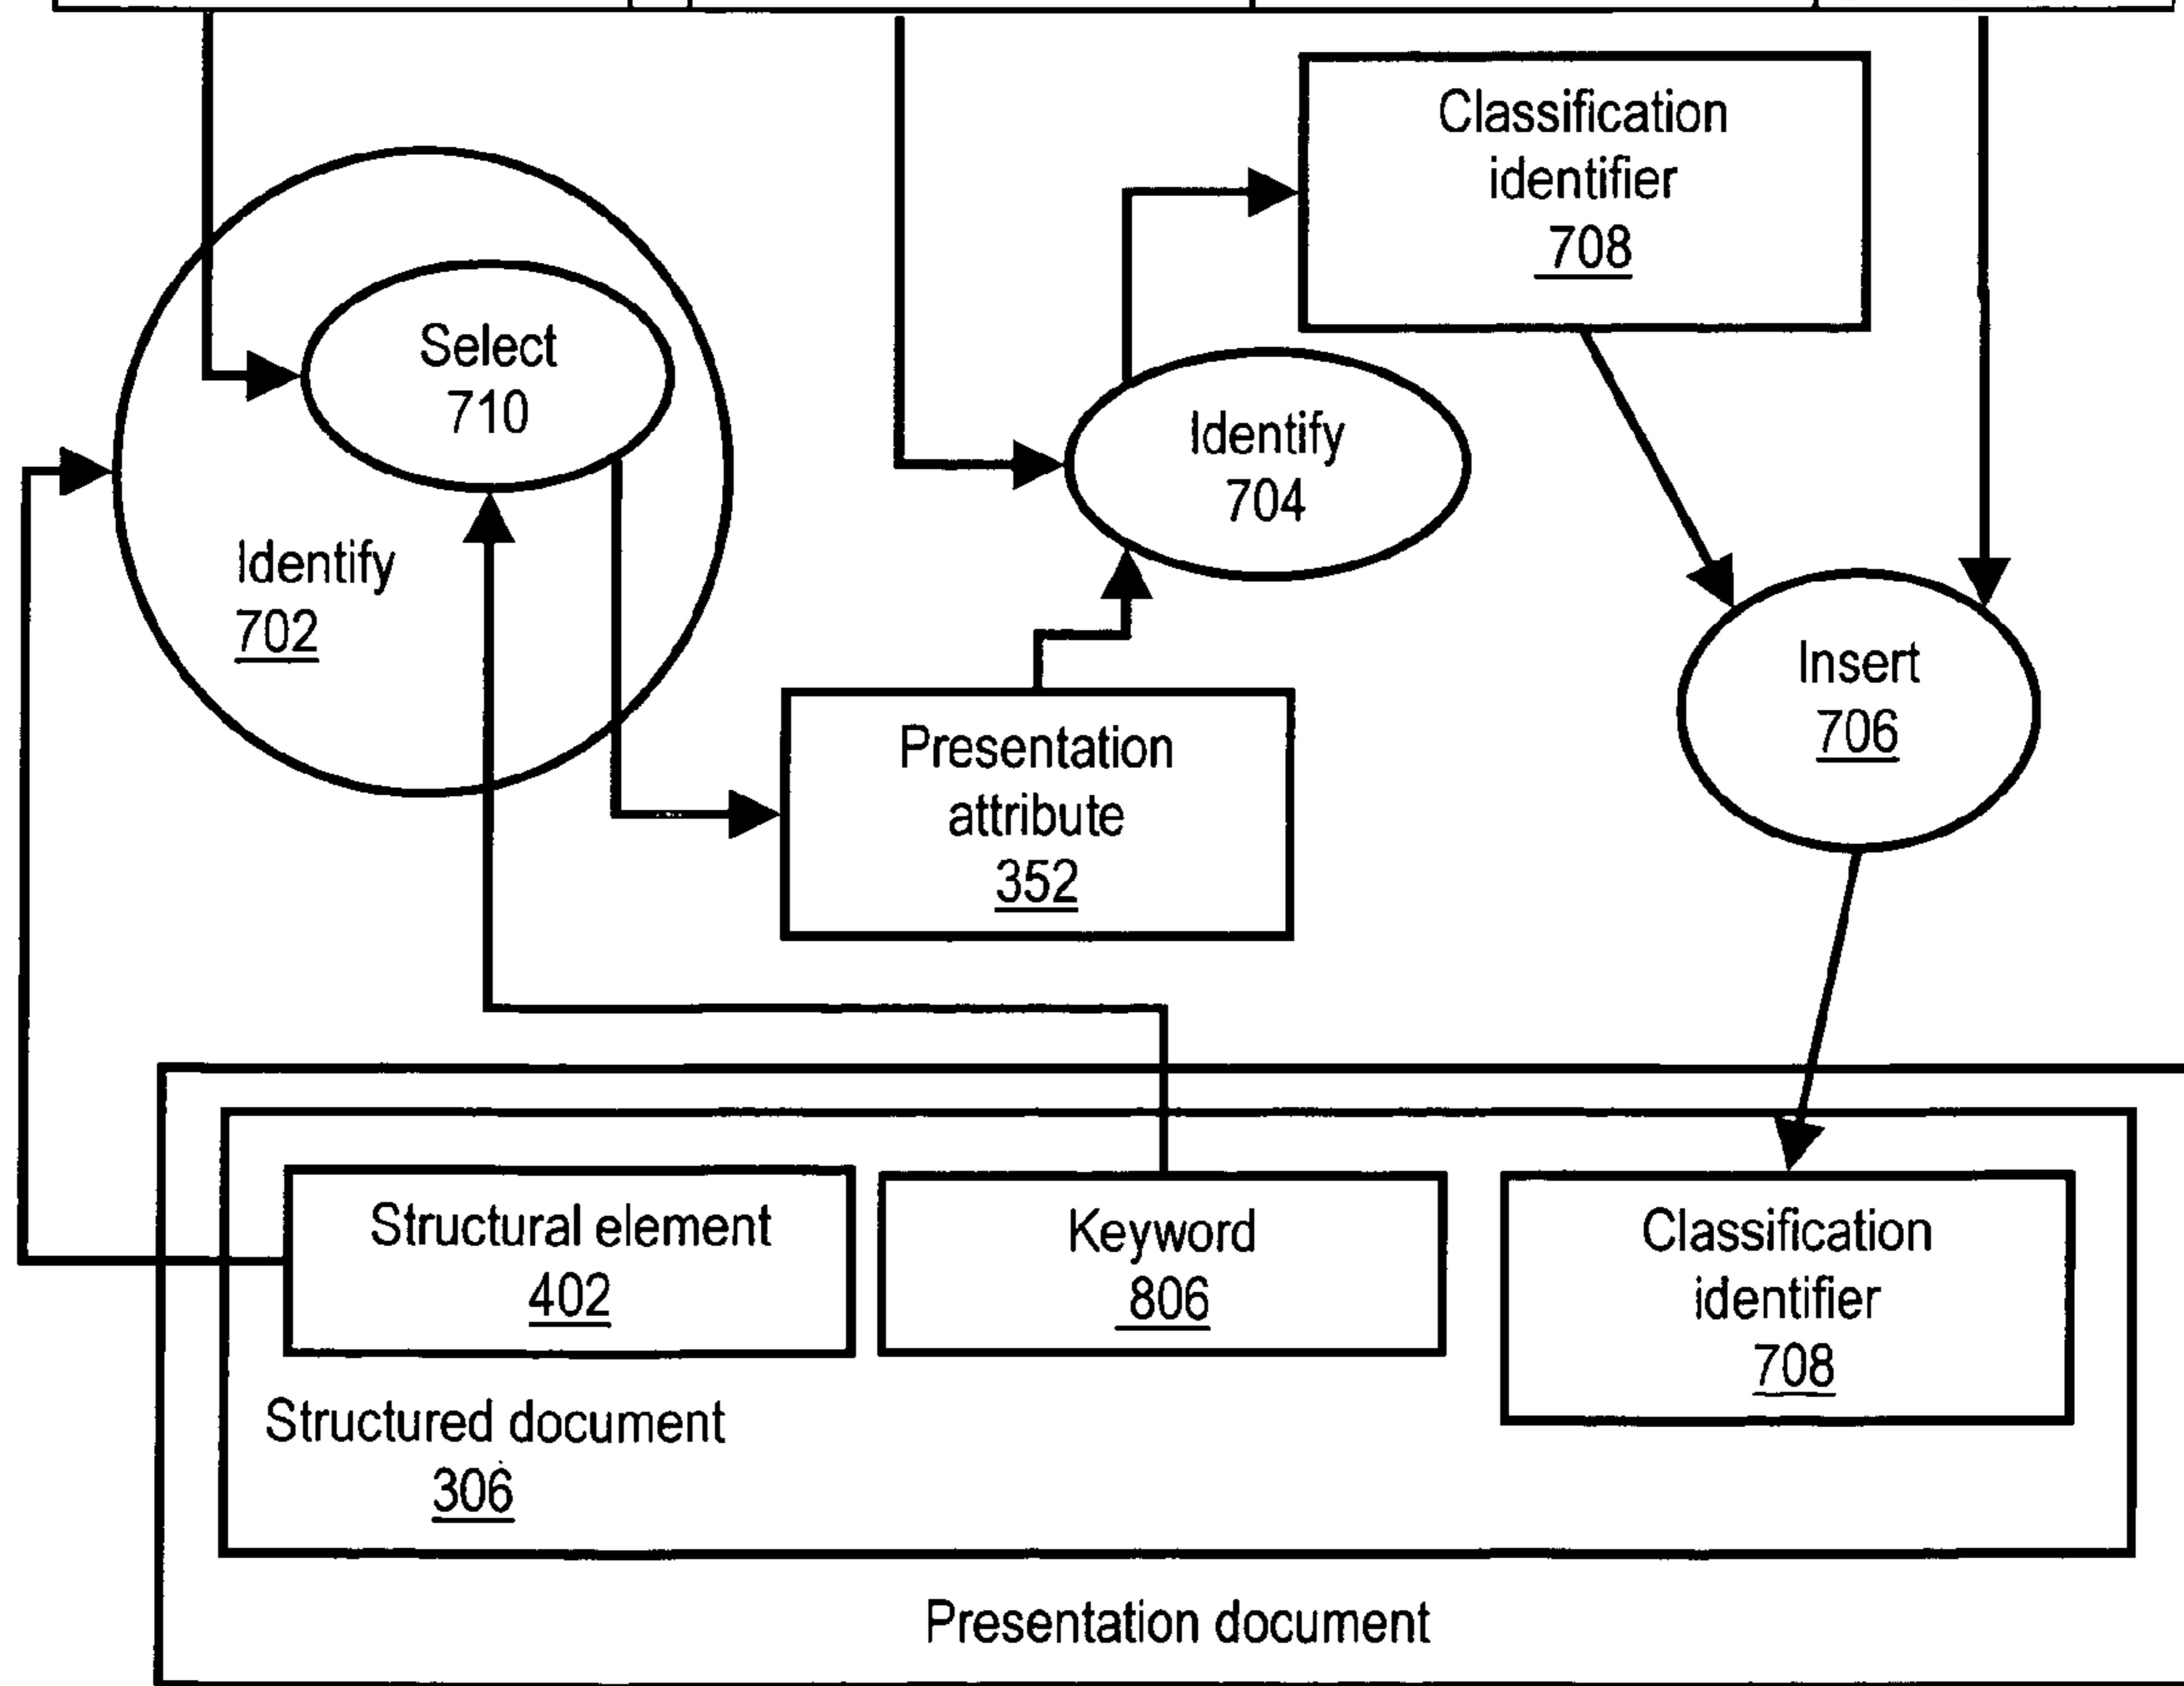 Classification
identifier
708
Select
710
Identify
704
Identify
702
Insert
706
Presentation
attribute
352
Structural element
402
Keyword
806
Classification
identifier
708
Structured document
306
Presentation document